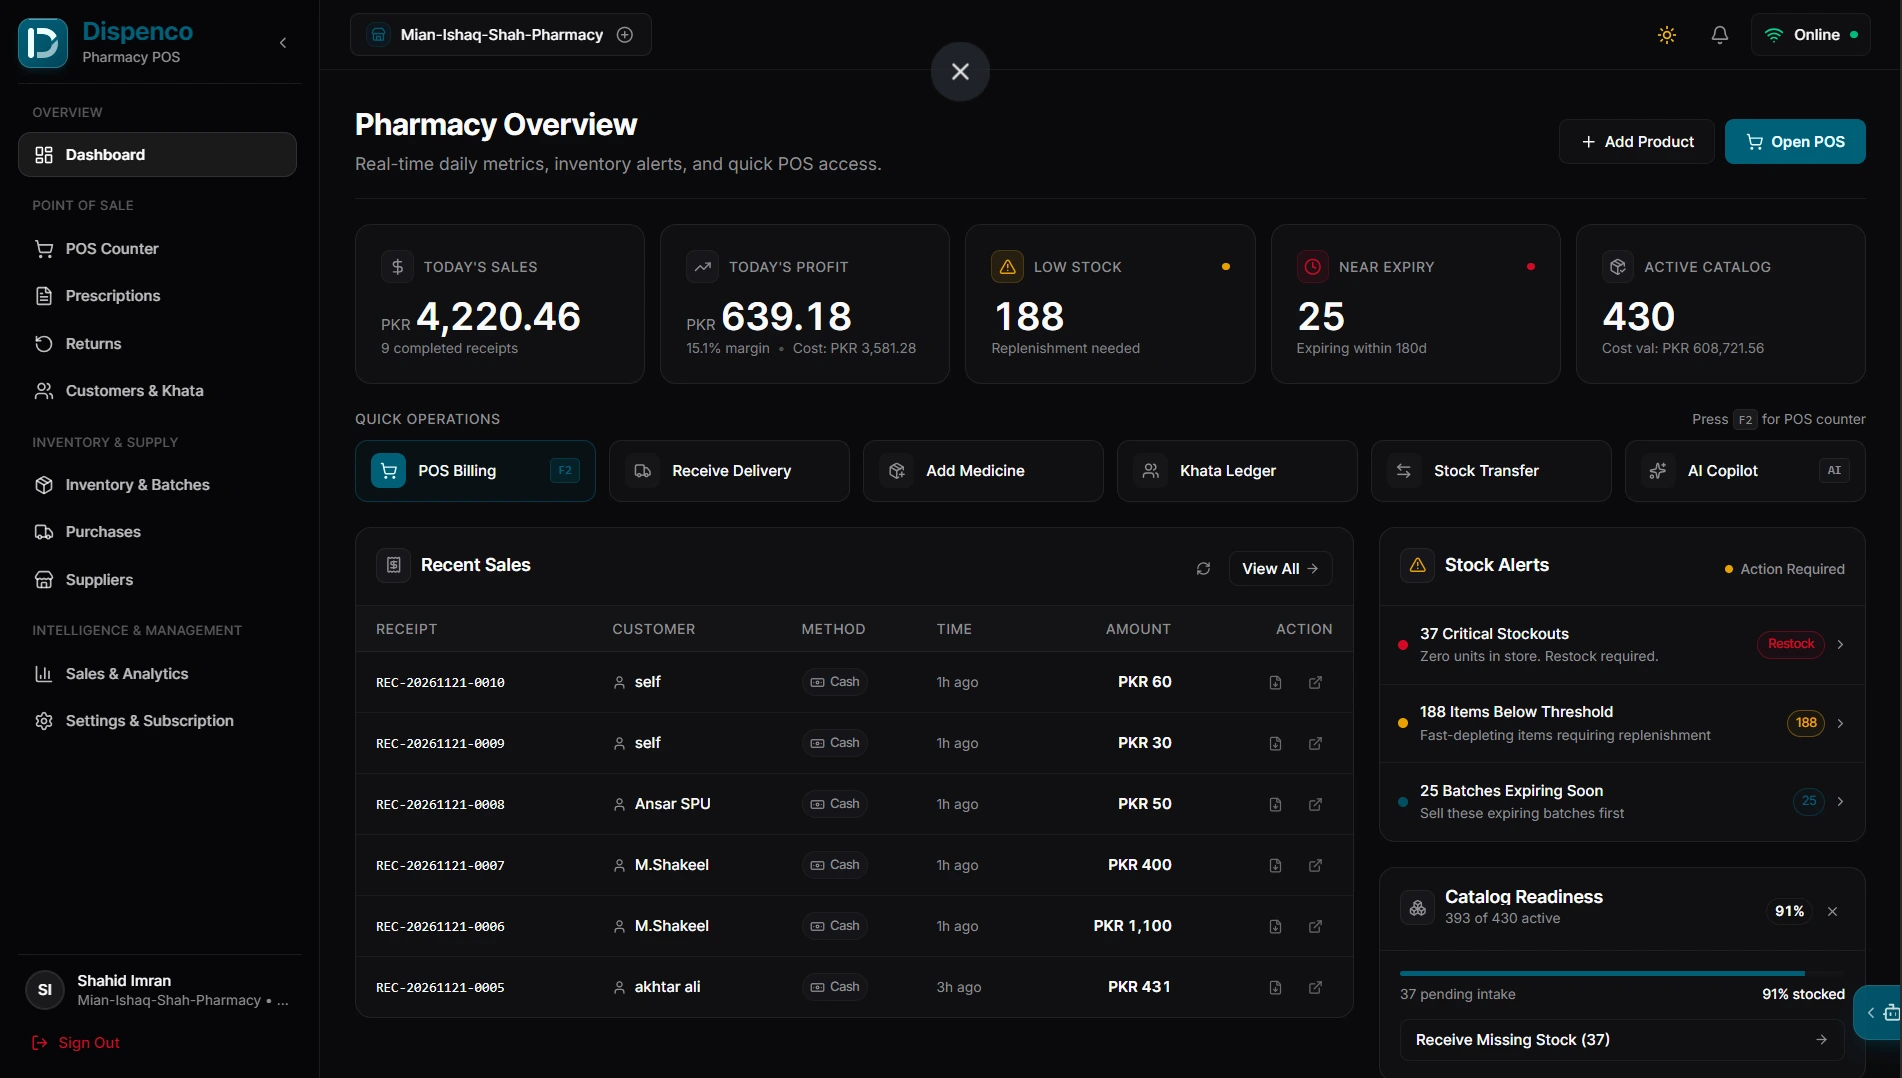 Dispenco
Pharmacy POS
OVERVIEW
Dashboard
POINT OF SALE
POS Counter
Prescriptions
Returns
Customers & Khata
INVENTORY & SUPPLY
Inventory & Batches
Purchases
Suppliers
INTELLIGENCE & MANAGEMENT
Sales & Analytics
Settings & Subscription
SI
Shahid Imran
Mian-Ishaq-Shah-Pharmacy • ...
Sign Out
Mian-Ishaq-Shah-Pharmacy
Online
Pharmacy Overview
Real-time daily metrics, inventory alerts, and quick POS access.
Add Product
Open POS
TODAY'S SALES
PKR 4,220.46
9 completed receipts
TODAY'S PROFIT
PKR 639.18
15.1% margin • Cost: PKR 3,581.28
LOW STOCK
188
Replenishment needed
NEAR EXPIRY
25
Expiring within 180d
ACTIVE CATALOG
430
Cost val: PKR 608,721.56
QUICK OPERATIONS
Press F2 for POS counter
POS Billing F2
Receive Delivery
Add Medicine
Khata Ledger
Stock Transfer
AI Copilot AI
Recent Sales
View All
RECEIPT CUSTOMER METHOD TIME AMOUNT ACTION
REC-20261121-0010 self Cash 1h ago PKR 60
REC-20261121-0009 self Cash 1h ago PKR 30
REC-20261121-0008 Ansar SPU Cash 1h ago PKR 50
REC-20261121-0007 M.Shakeel Cash 1h ago PKR 400
REC-20261121-0006 M.Shakeel Cash 1h ago PKR 1,100
REC-20261121-0005 akhtar ali Cash 3h ago PKR 431
Stock Alerts
Action Required
37 Critical Stockouts
Zero units in store. Restock required.
Restock
188 Items Below Threshold
Fast-depleting items requiring replenishment
188
25 Batches Expiring Soon
Sell these expiring batches first
25
Catalog Readiness
393 of 430 active
91%
37 pending intake
91% stocked
Receive Missing Stock (37)